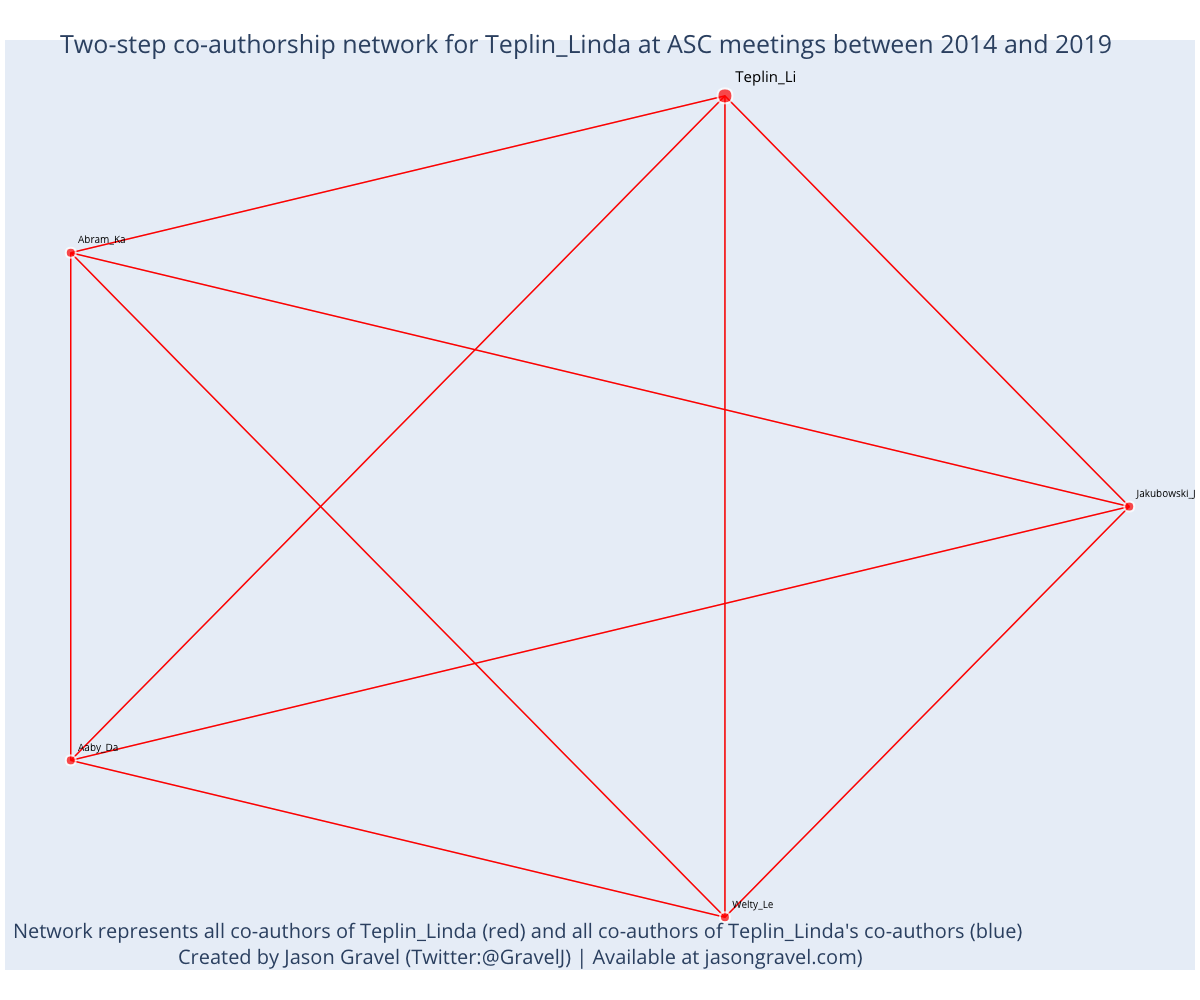 Two-step co-authorship network for Teplin_Linda at ASC meetings between 2014 and 2019
Teplin_Li
Abram_Ka
Jakubowski_J
Aaby_Da
Welty_Le
Network represents all co-authors of Teplin_Linda (red) and all co-authors of Teplin_Linda's co-authors (blue)
Created by Jason Gravel (Twitter:@GravelJ) | Available at jasongravel.com)